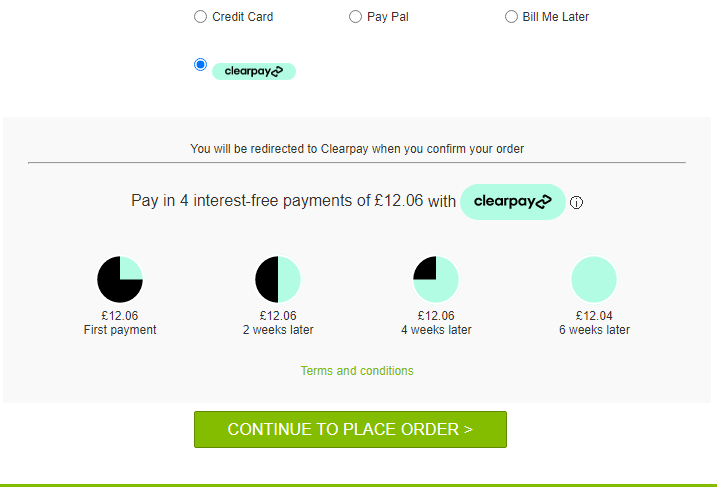 Credit Card Pay Pal Bill Me Later
clearpay
You will be redirected to Clearpay when you confirm your order
Pay in 4 interest-free payments of £12.06 with clearpay
£12.06 £12.06 £12.06 £12.04
First payment 2 weeks later 4 weeks later 6 weeks later
Terms and conditions
CONTINUE TO PLACE ORDER >